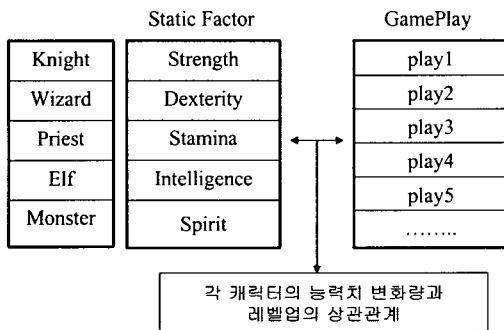 Static Factor
GamePlay
Knight
Wizard
Priest
Elf
Monster
Strength
Dexterity
Stamina
Intelligence
Spirit
play1
play2
play3
play4
play5
........
각 캐릭터의 능력치 변화량과
레벨업의 상관관계